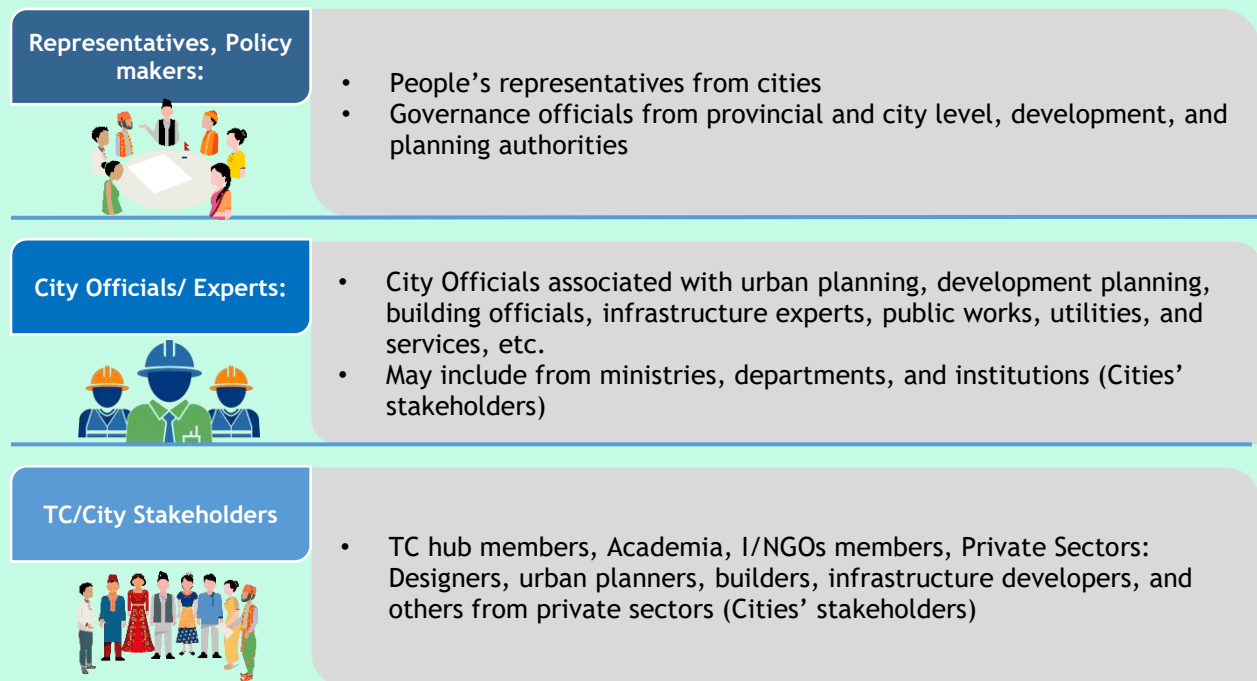 Representatives, Policy
makers:
• People’s representatives from cities
• Governance officials from provincial and city level, development, and
planning authorities
City Officials/ Experts:
• City Officials associated with urban planning, development planning,
building officials, infrastructure experts, public works, utilities, and
services, etc.
• May include from ministries, departments, and institutions (Cities’
stakeholders)
TC/City Stakeholders
• TC hub members, Academia, I/NGOs members, Private Sectors:
Designers, urban planners, builders, infrastructure developers, and
others from private sectors (Cities’ stakeholders)